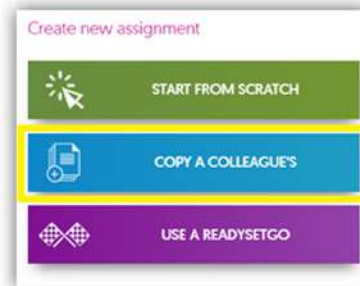 Create new assignment
START FROM SCRATCH
COPY A COLLEAGUE'S
USE A READYSETGO